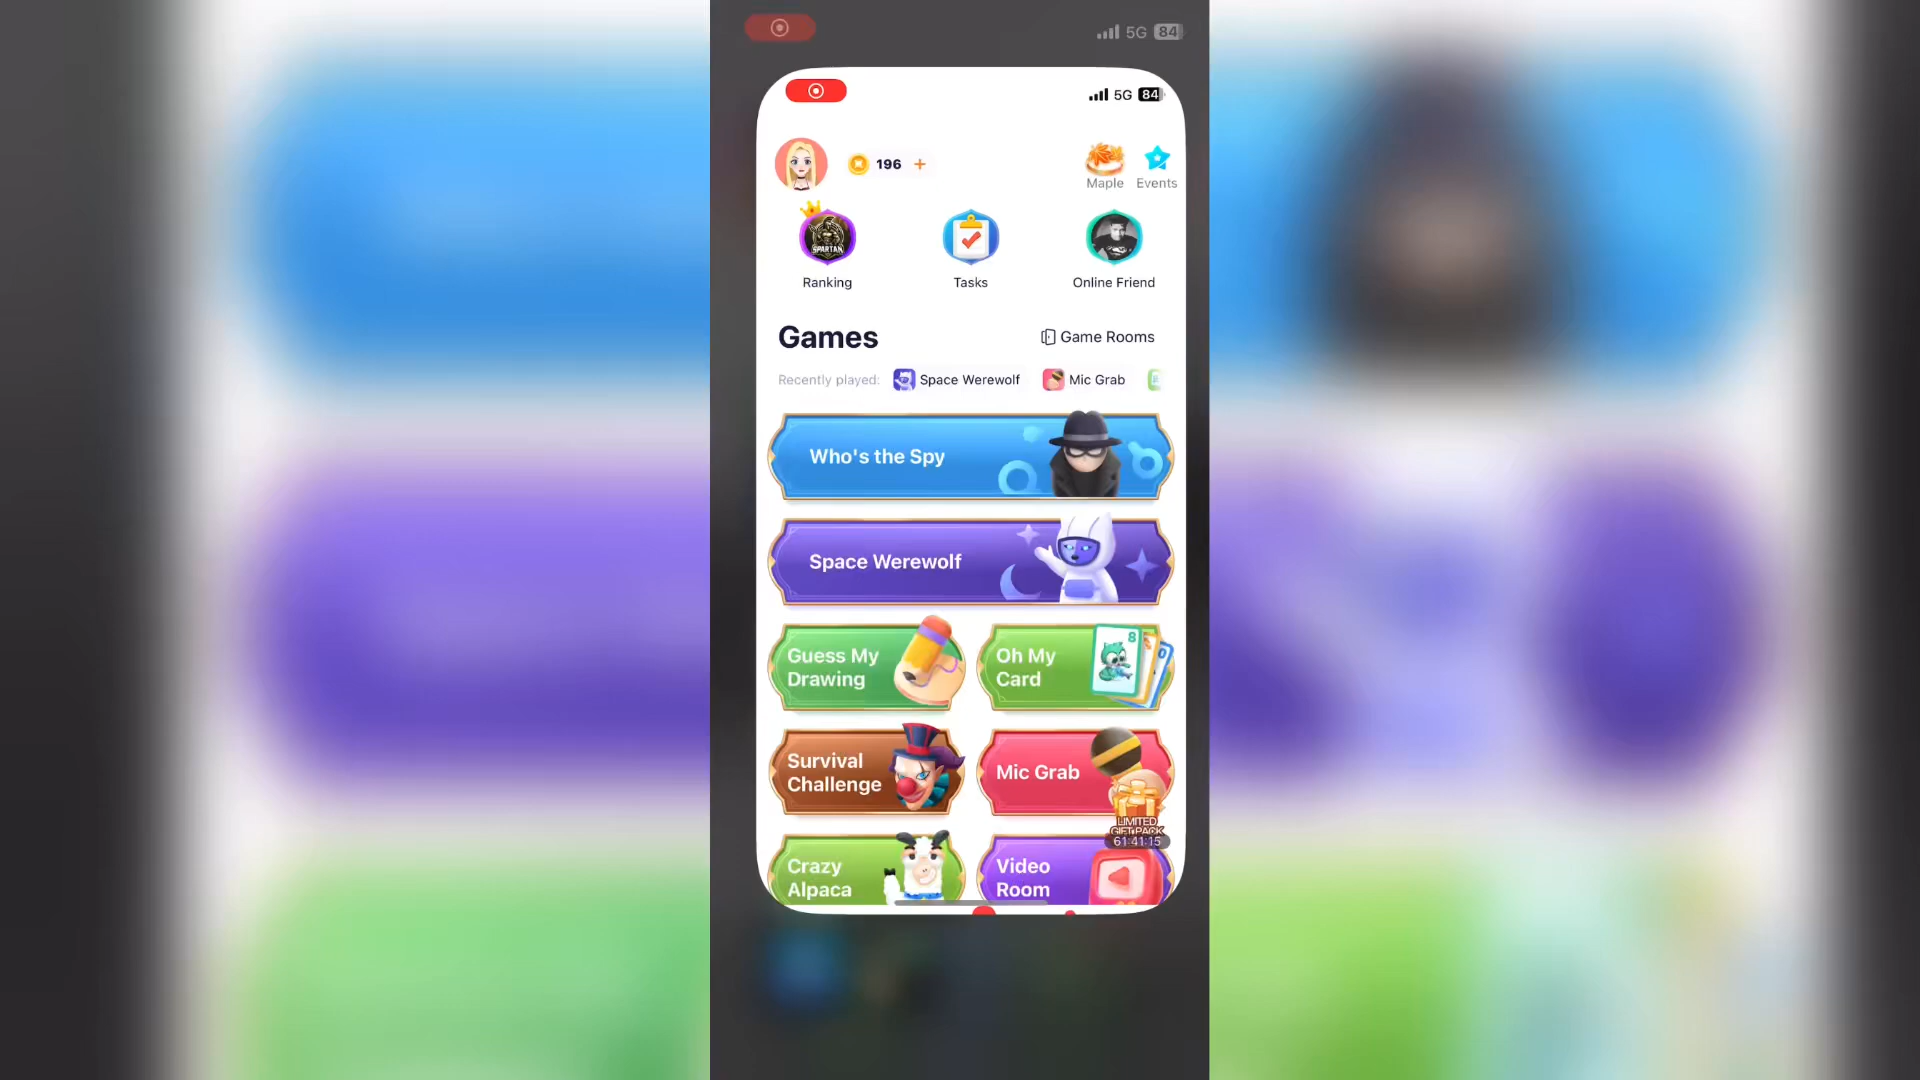 5G 84
5G 84
196 +
Maple Events
SPARTAN
Ranking Tasks Online Friend
Games
Game Rooms
Recently played: Space Werewolf Mic Grab
Who's the Spy
Space Werewolf
Guess My
Drawing
Oh My
Card
8
0
Survival
Challenge
Mic Grab
LIMITED
GIFT PACK
61:41:15
Crazy
Alpaca
Video
Room